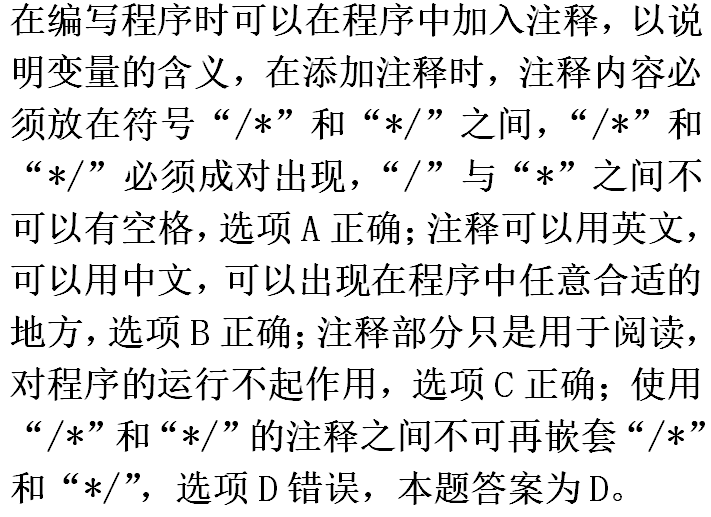 在编写程序时可以在程序中加入注释，以说
明变量的含义，在添加注释时，注释内容必
须放在符号“/*”和“*/”之间，“/*”和
“*/”必须成对出现，“/”与“*”之间不
可以有空格，选项A正确；注释可以用英文，
可以用中文，可以出现在程序中任意合适的
地方，选项B正确；注释部分只是用于阅读，
对程序的运行不起作用，选项C正确；使用
“/*”和“*/”的注释之间不可再嵌套“/*”
和“*/”，选项D错误，本题答案为D。